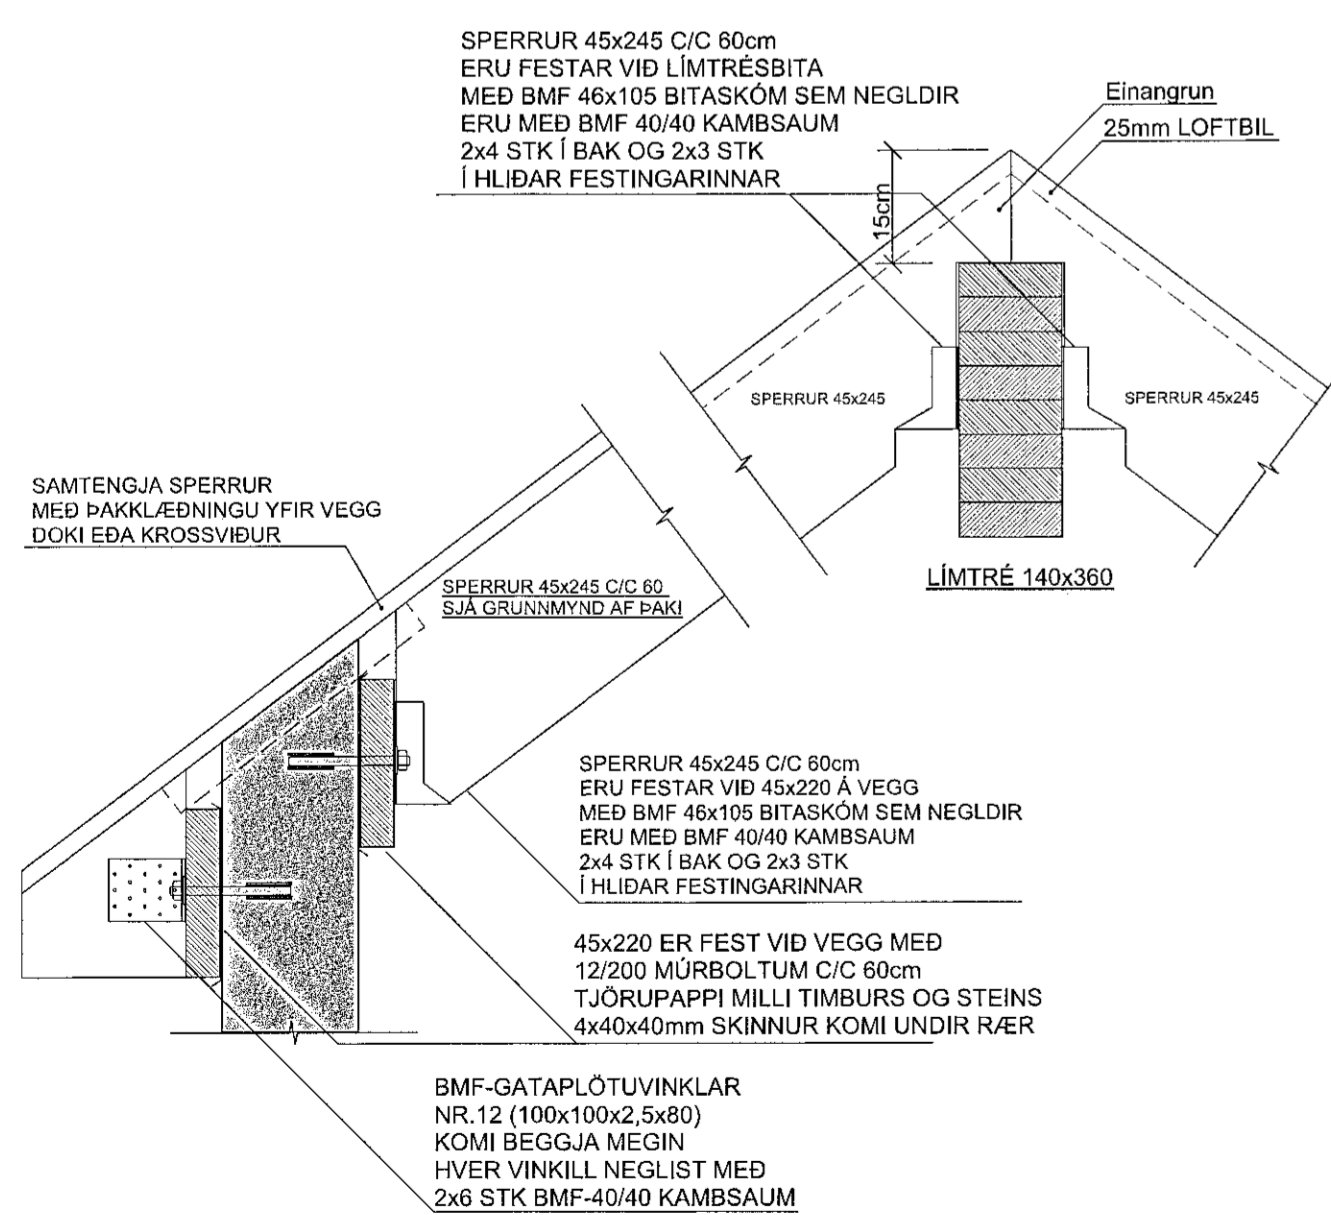 SPERRUR 45x245 C/C 60cm
ERU FESTAR VIÐ LÍMTRÉSBITA
MEÐ BMF 46x105 BITASKÓM SEM NEGLDIR
ERU MEÐ BMF 40/40 KAMBSAUM
2x4 STK Í BAK OG 2x3 STK
Í HLIÐAR FESTINGARINNAR
Einangrun
25mm LOFTBIL
15cm
SPERRUR 45x245
SPERRUR 45x245
LÍMTRÉ 140x360
SAMTENGJA SPERRUR
MEÐ ÞAKKLÆÐNINGU YFIR VEGG
DOKI EÐA KROSSVIÐUR
SPERRUR 45x245 C/C 60
SJÁ GRUNNMYND AF ÞAKI
SPERRUR 45x245 C/C 60cm
ERU FESTAR VIÐ 45x220 Á VEGG
MEÐ BMF 46x105 BITASKÓM SEM NEGLDIR
ERU MEÐ BMF 40/40 KAMBSAUM
2x4 STK Í BAK OG 2x3 STK
Í HLIÐAR FESTINGARINNAR
45x220 ER FEST VIÐ VEGG MEÐ
12/200 MÚRBOLTUM C/C 60cm
TJÖRUPAPPI MILLI TIMBURS OG STEINS
4x40x40mm SKINNUR KOMI UNDIR RÆR
BMF-GATAPLÖTUVINKLAR
NR.12 (100x100x2,5x80)
KOMI BEGGJA MEGIN
HVER VINKILL NEGLIST MEÐ
2x6 STK BMF-40/40 KAMBSAUM